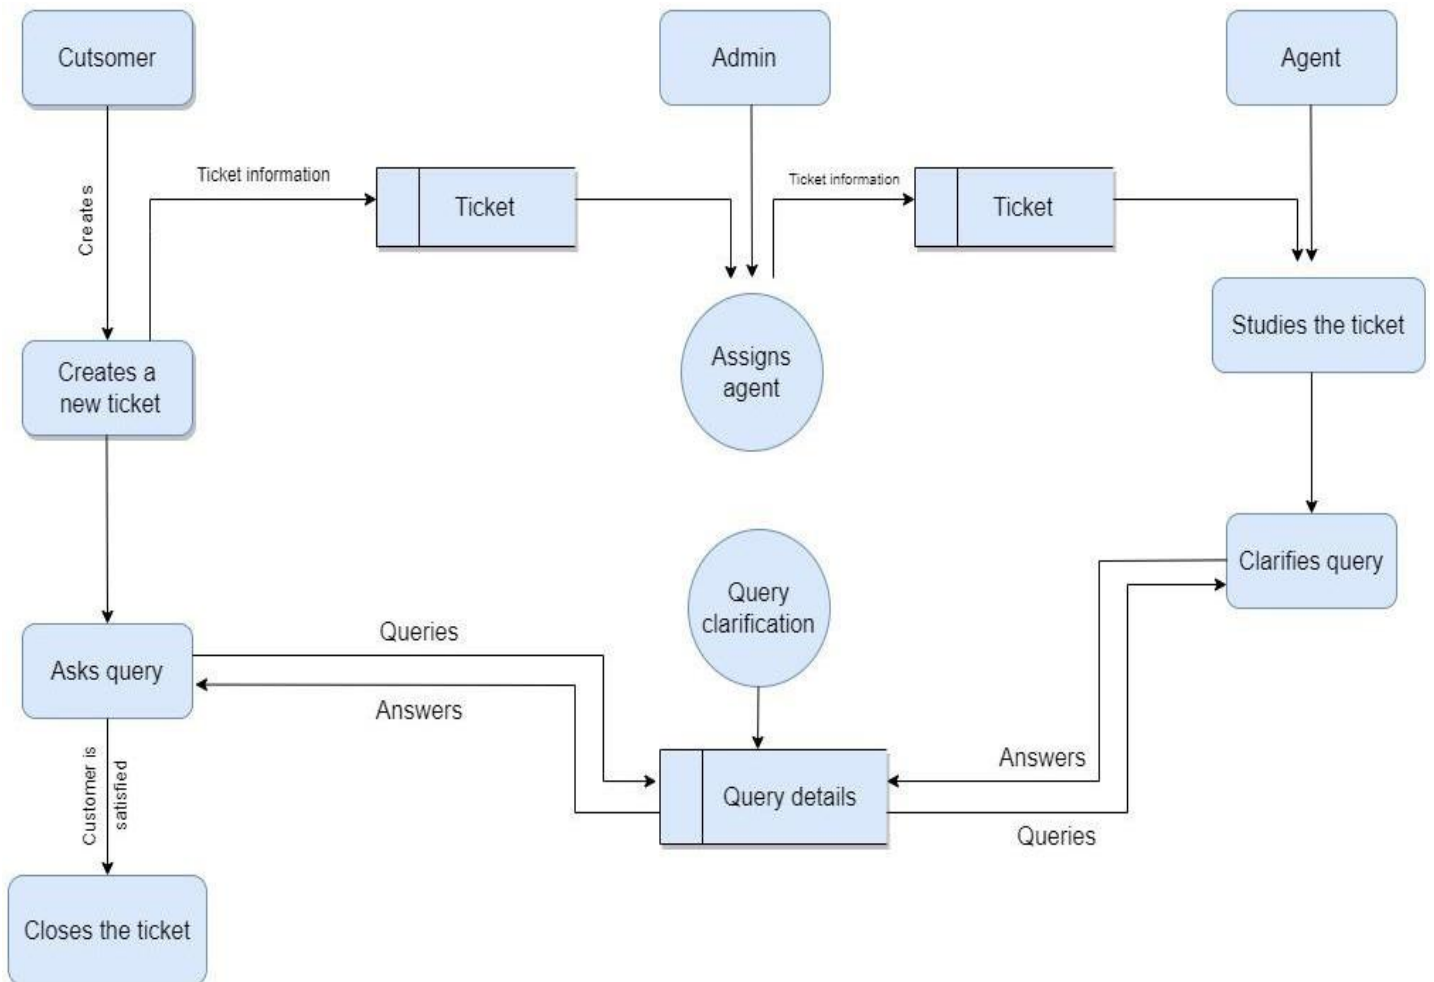 Cutsomer
Admin
Agent
Ticket information
Ticket
Ticket information
Ticket
Creates
Creates a
new ticket
Assigns
agent
Studies the ticket
Query
clarification
Clarifies query
Asks query
Queries
Answers
Customer is
satisfied
Query details
Answers
Queries
Closes the ticket